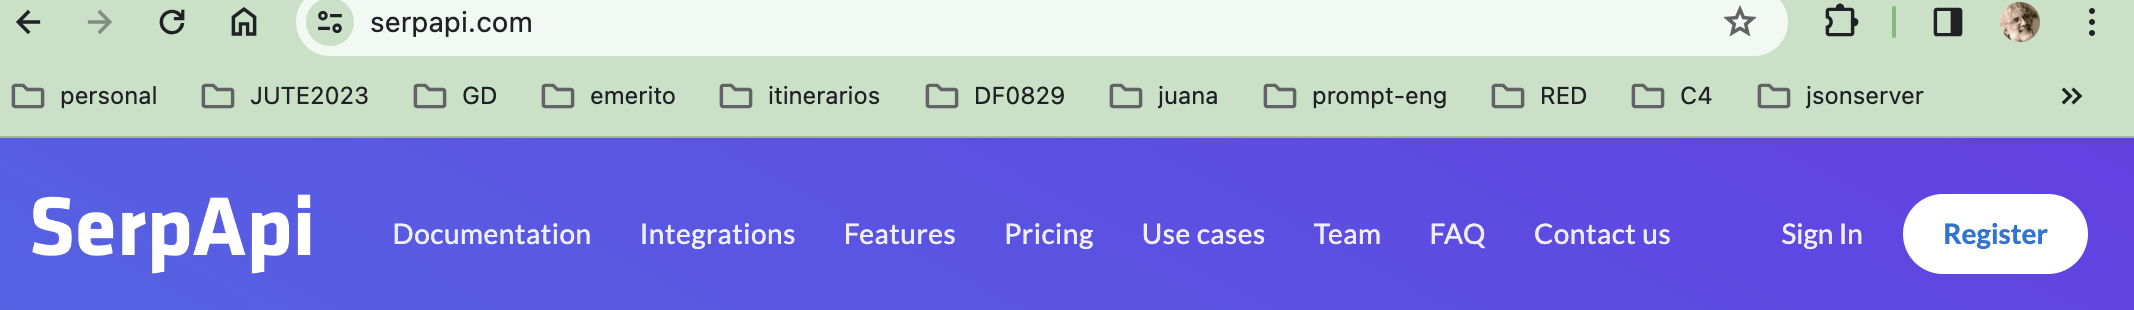 serpapi.com
personal JUTE2023 GD emerito itinerarios DF0829 juana prompt-eng RED C4 jsonserver
SerpApi Documentation Integrations Features Pricing Use cases Team FAQ Contact us Sign In Register